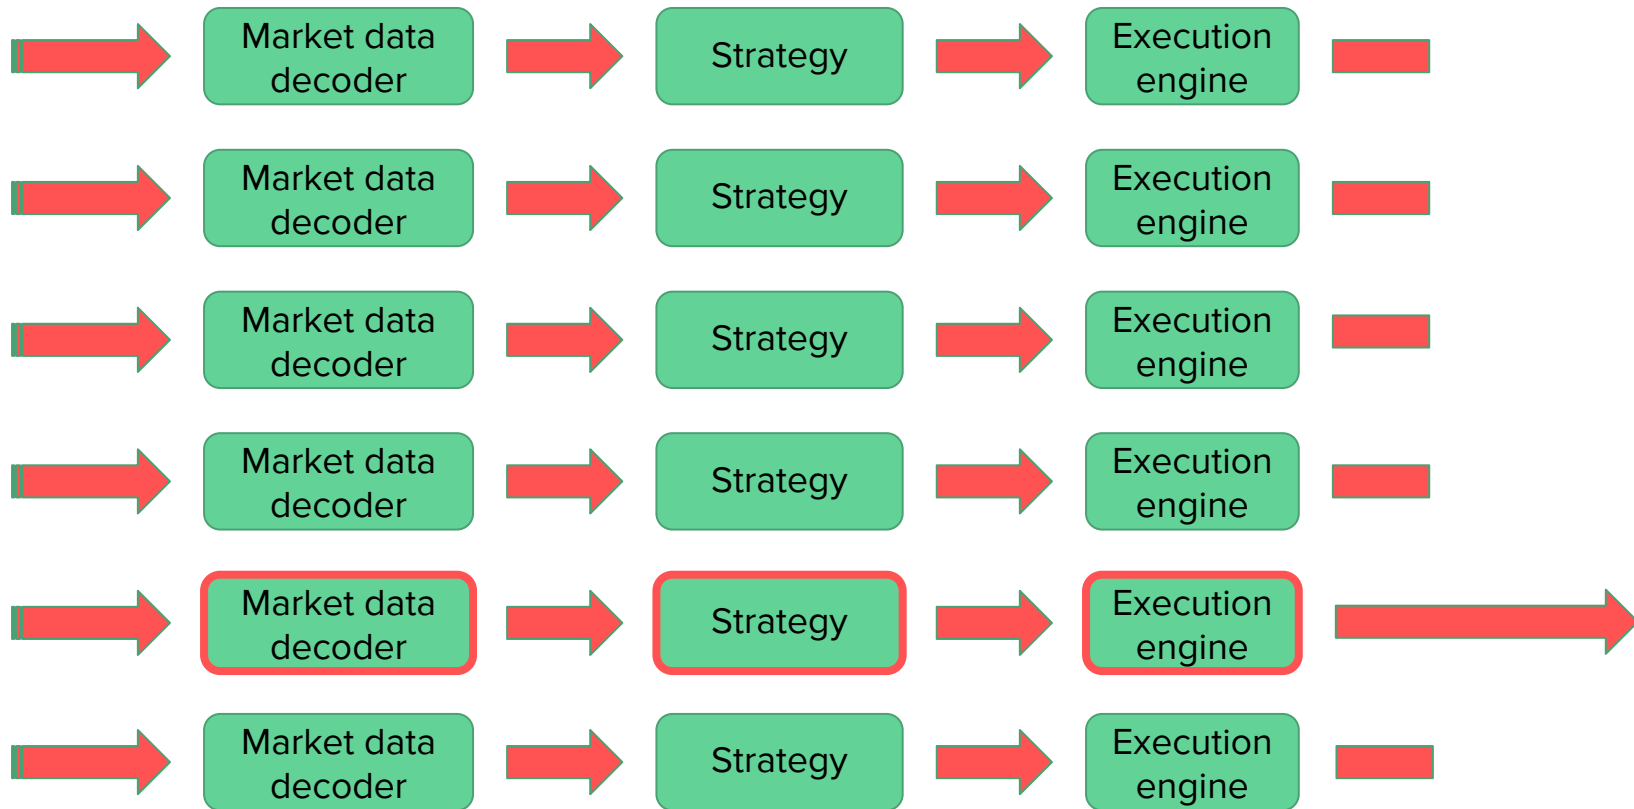 Market data
decoder
Strategy
Execution
engine
Market data
decoder
Strategy
Execution
engine
Market data
decoder
Strategy
Execution
engine
Market data
decoder
Strategy
Execution
engine
Market data
decoder
Strategy
Execution
engine
Market data
decoder
Strategy
Execution
engine